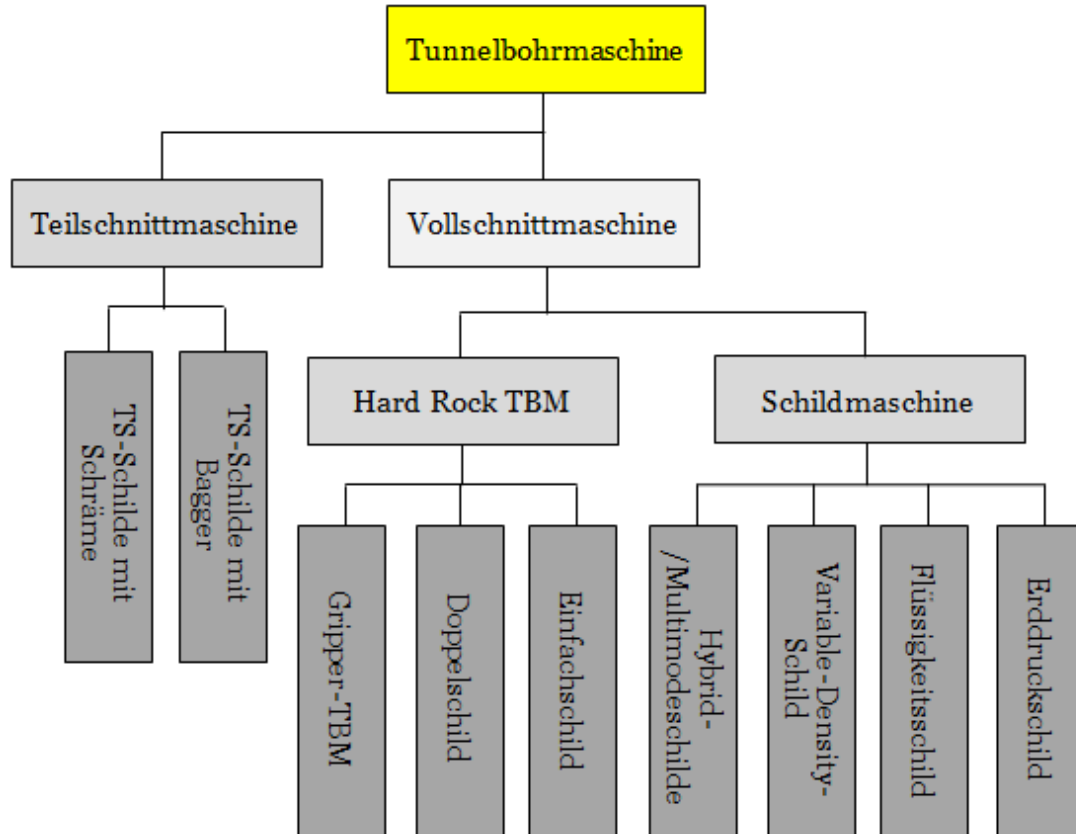 Tunnelbohrmaschine
Teilschnittmaschine
Vollschnittmaschine
Hard Rock TBM
Schildmaschine
TS-Schilde mit
Schräme
TS-Schilde mit
Bagger
Gripper-TBM
Doppelschild
Einfachschild
Hybrid-
/Multimodeschilde
Variable-Density-
Schild
Flüssigkeitsschild
Erddruckschild